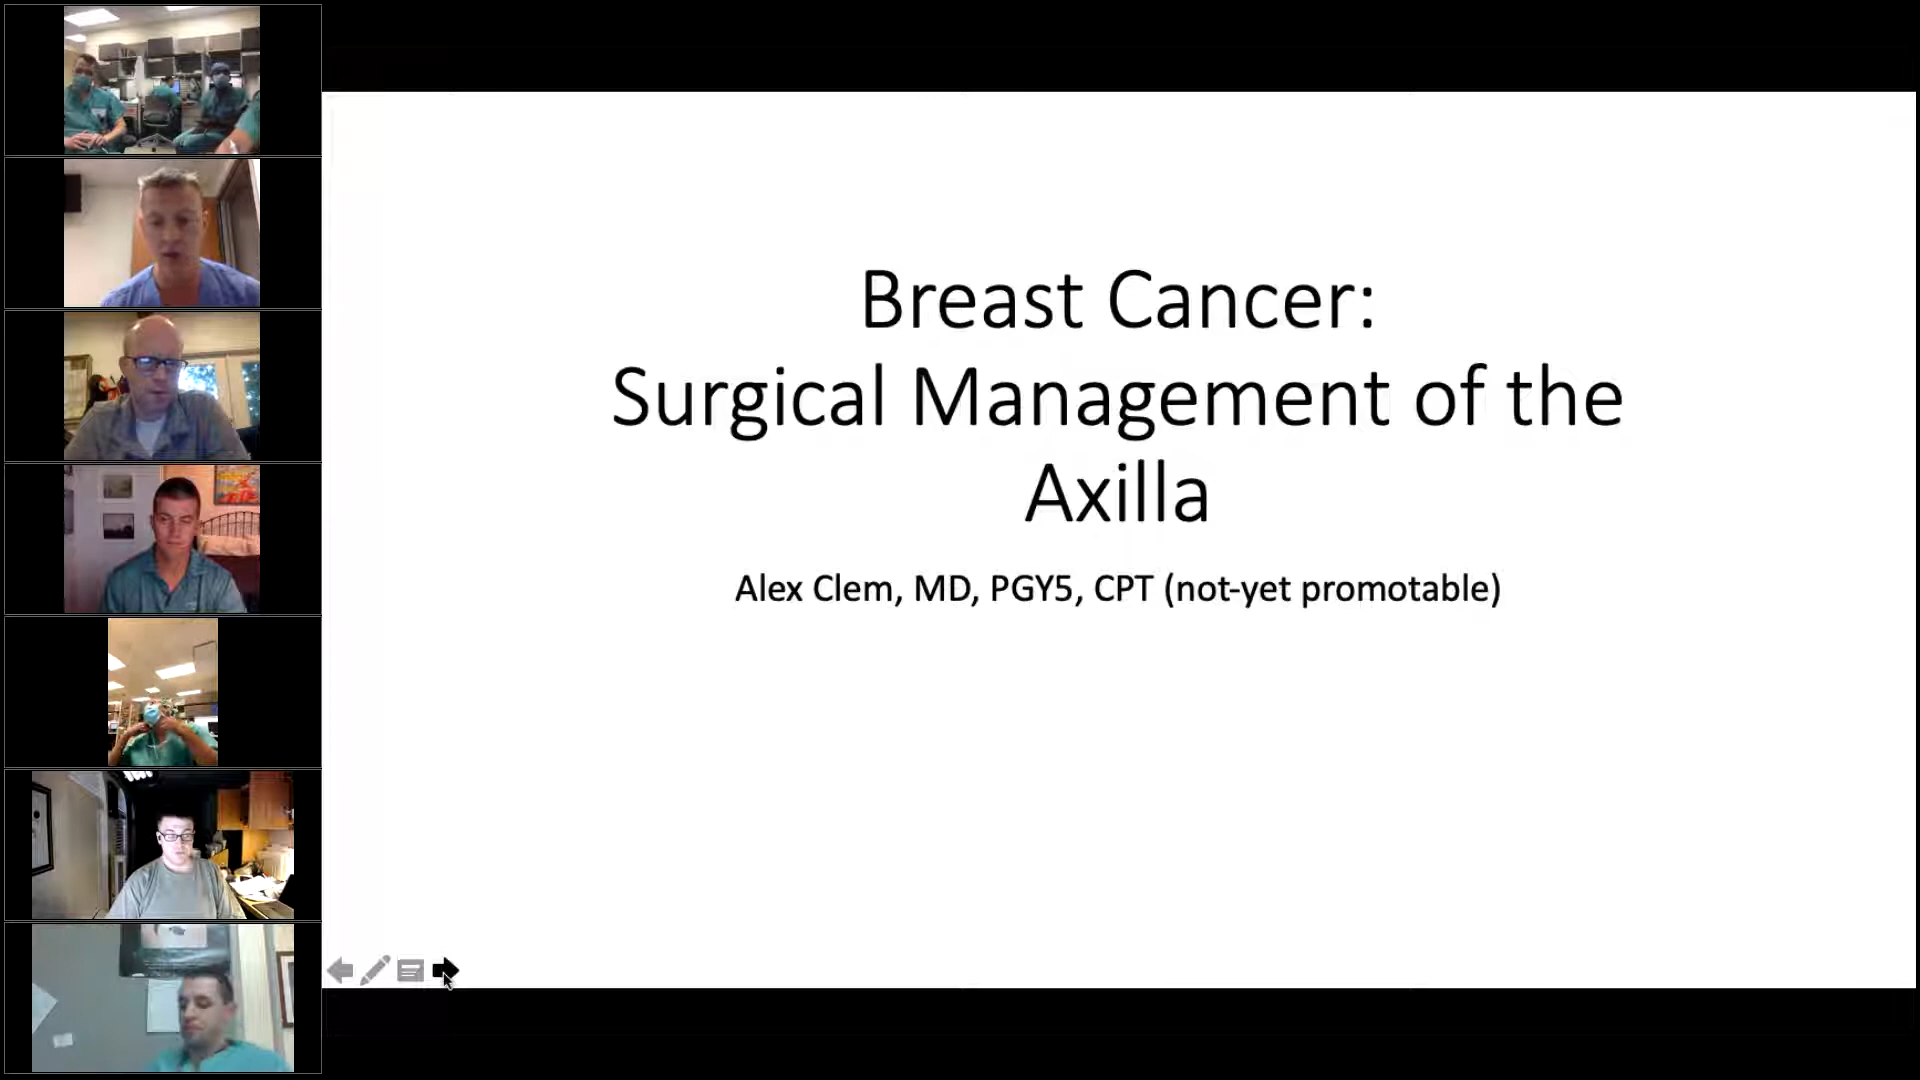 Breast Cancer:
Surgical Management of the
Axilla
Alex Clem, MD, PGY5, CPT (not-yet promotable)